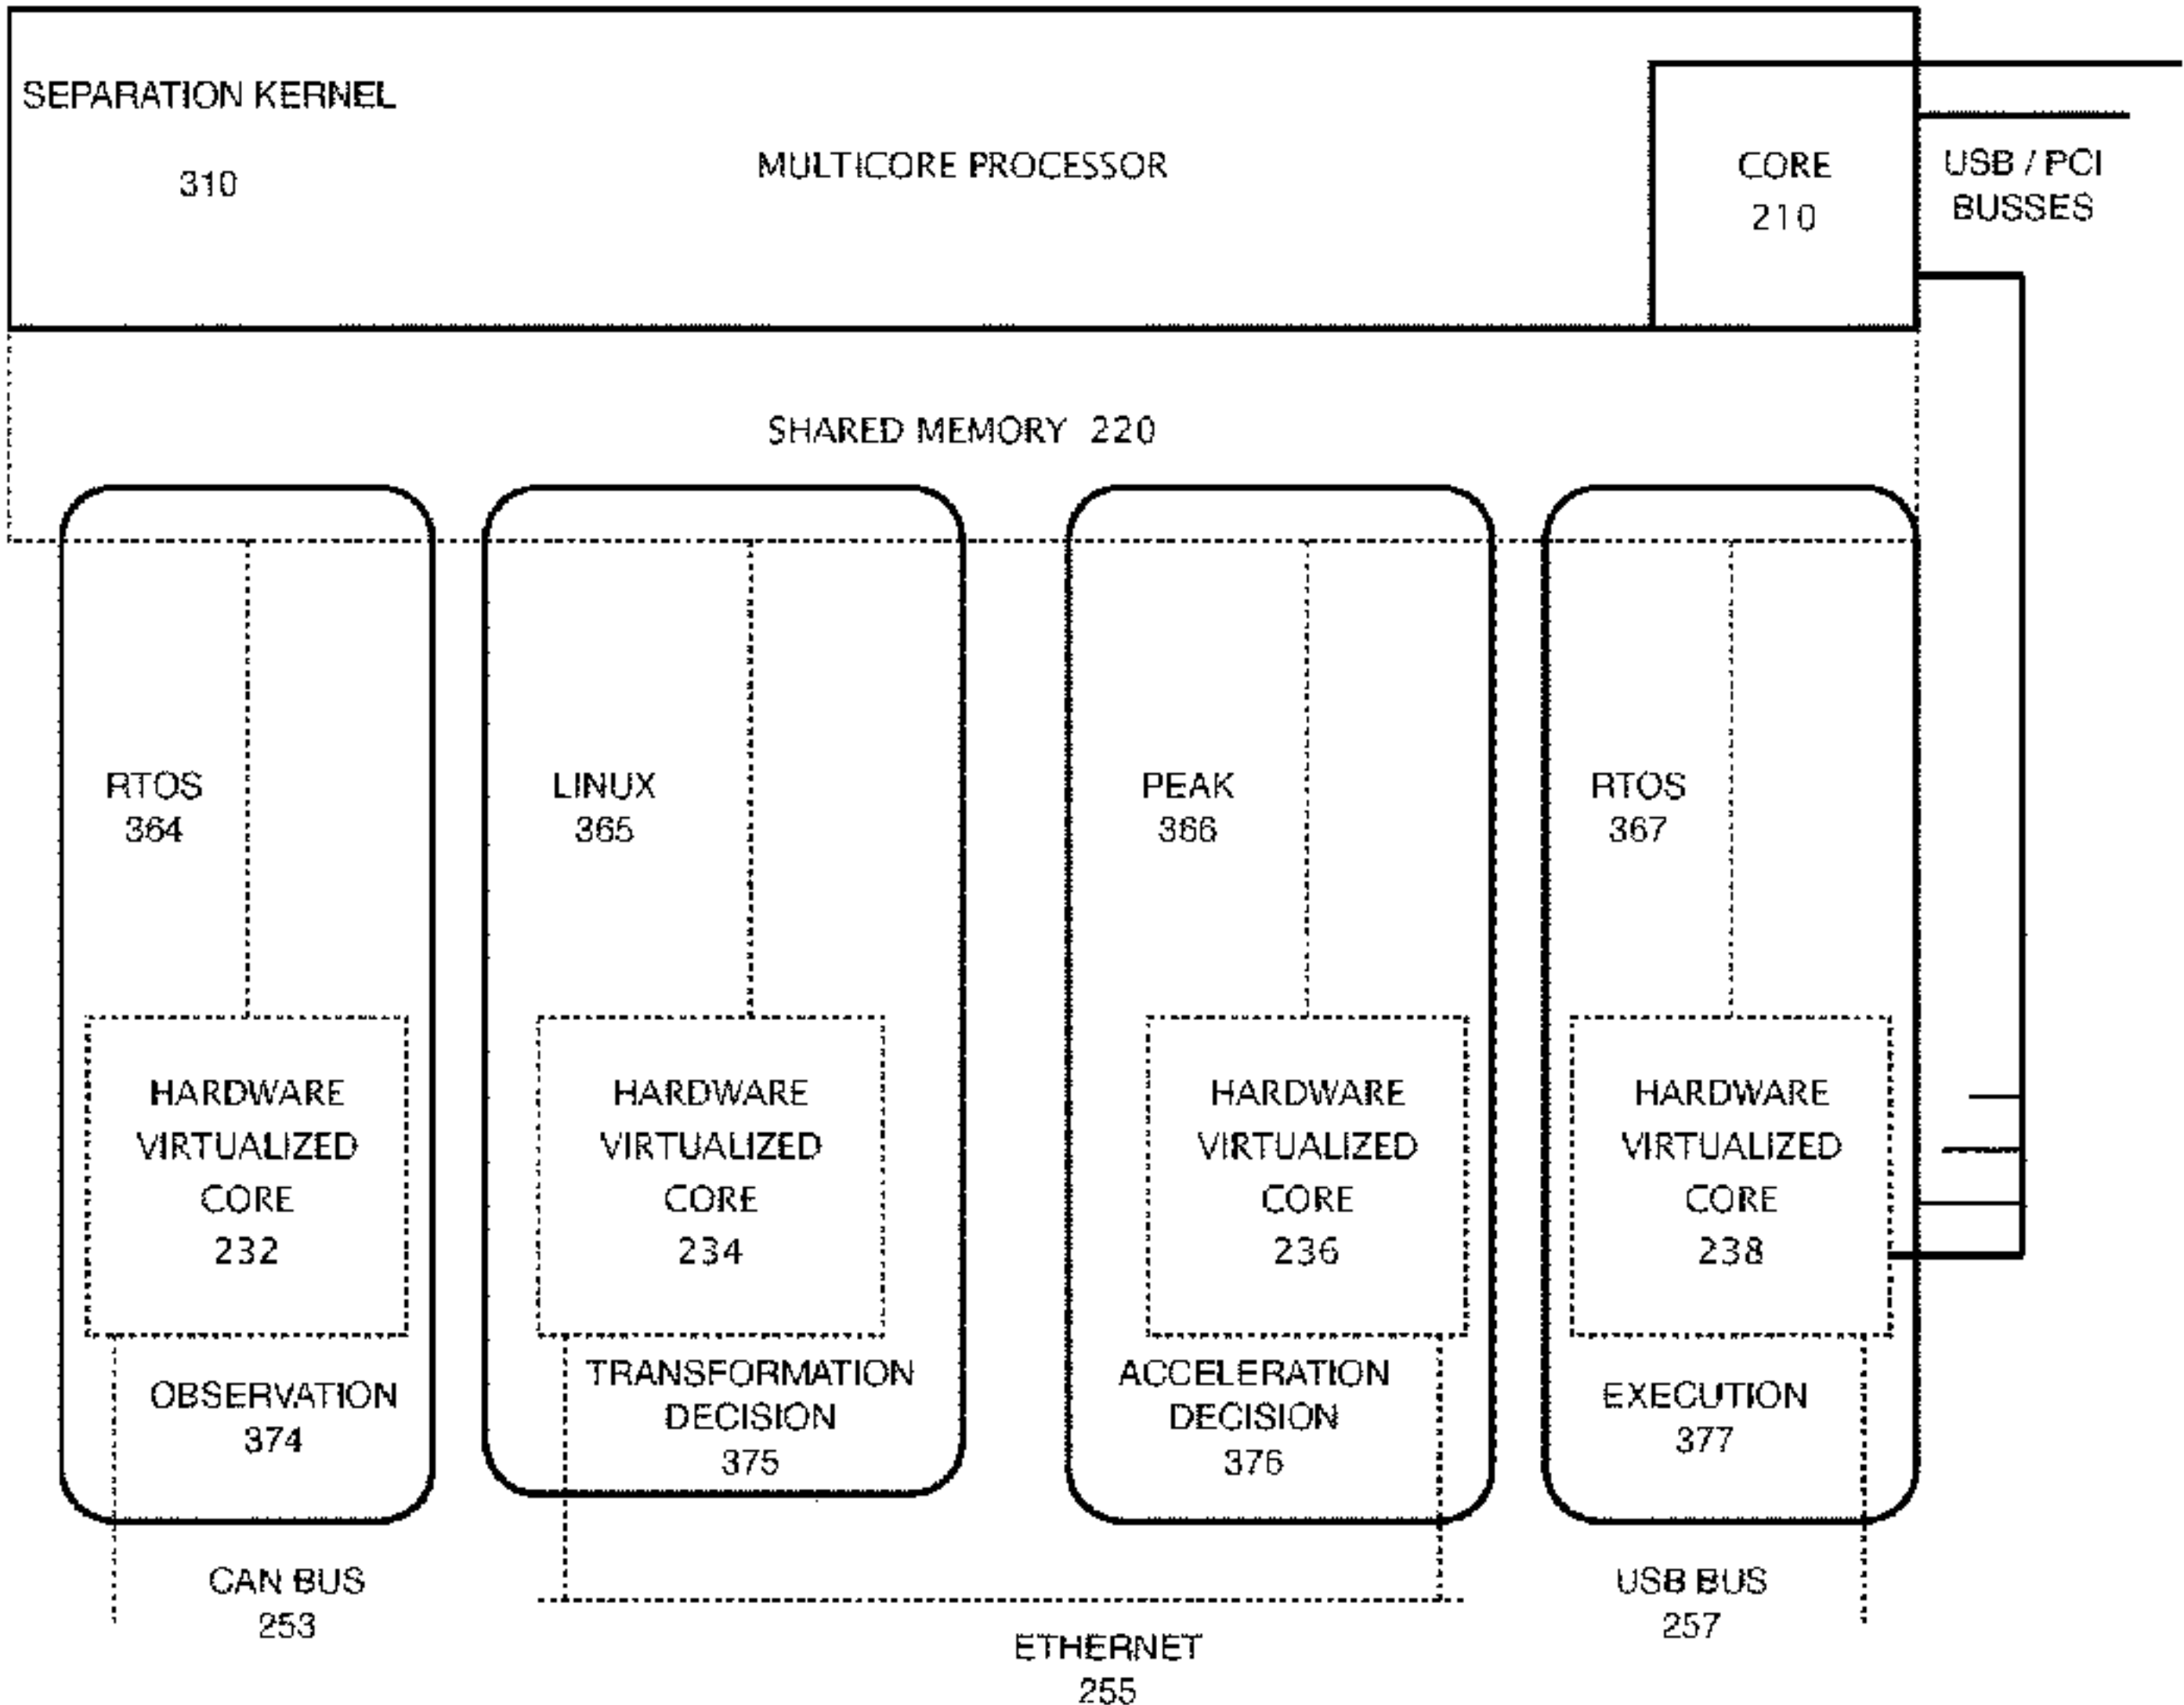 SEPARATION KERNEL
310
MULTICORE PROCESSOR
CORE
210
USB / PCI
BUSSES
SHARED MEMORY 220
RTOS
364
LINUX
365
PEAK
366
RTOS
367
HARDWARE
VIRTUALIZED
CORE
232
HARDWARE
VIRTUALIZED
CORE
234
HARDWARE
VIRTUALIZED
CORE
236
HARDWARE
VIRTUALIZED
CORE
238
OBSERVATION
374
TRANSFORMATION
DECISION
375
ACCELERATION
DECISION
376
EXECUTION
377
CAN BUS
253
ETHERNET
255
USB BUS
257